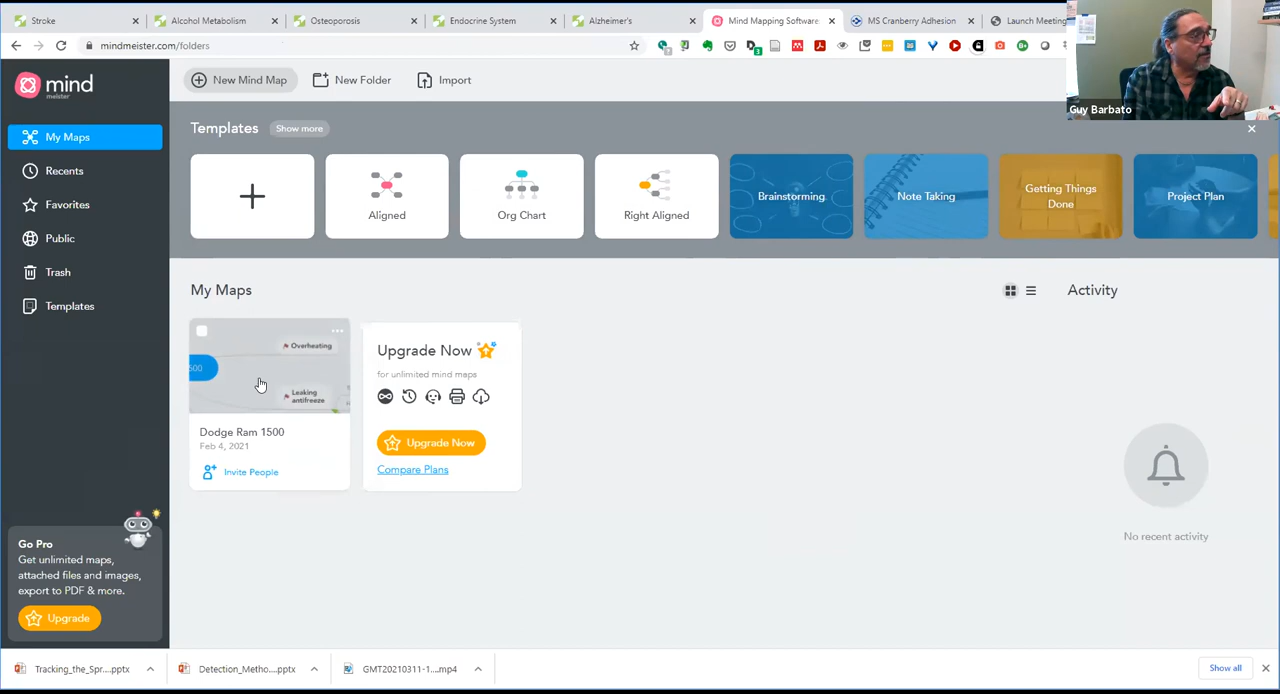 Stroke
Alcohol Metabolism
Osteoporosis
Endocrine System
Alzheimer's
Mind Mapping Software
MS Cranberry Adhesion
Launch Meeting
mindmeister.com/folders
mind
meister
New Mind Map
New Folder
Import
Guy Barbato
My Maps
Recents
Favorites
Public
Trash
Templates
Templates
Show more
Aligned
Org Chart
Right Aligned
Brainstorming
Note Taking
Getting Things
Done
Project Plan
My Maps
Activity
500
Overheating
Leaking
antifreeze
Dodge Ram 1500
Feb 4, 2021
Invite People
Upgrade Now
for unlimited mind maps
Upgrade Now
Compare Plans
No recent activity
Go Pro
Get unlimited maps,
attached files and images,
export to PDF & more.
Upgrade
Tracking_the_Spr....pptx
Detection_Metho....pptx
GMT20210311-1....mp4
Show all